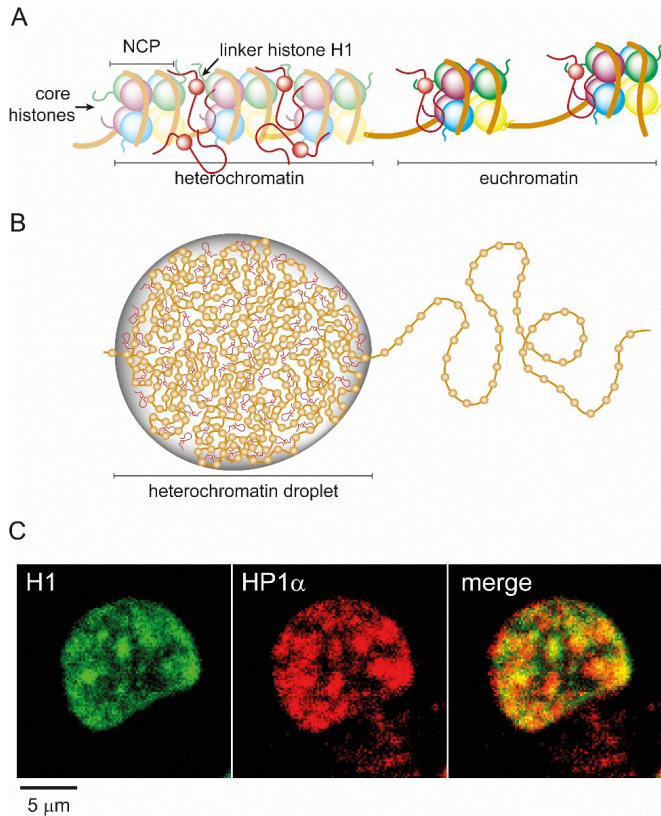 A
NCP
linker histone H1
core
histones
heterochromatin
euchromatin
B
heterochromatin droplet
C
H1
HP1α
merge
5 μm